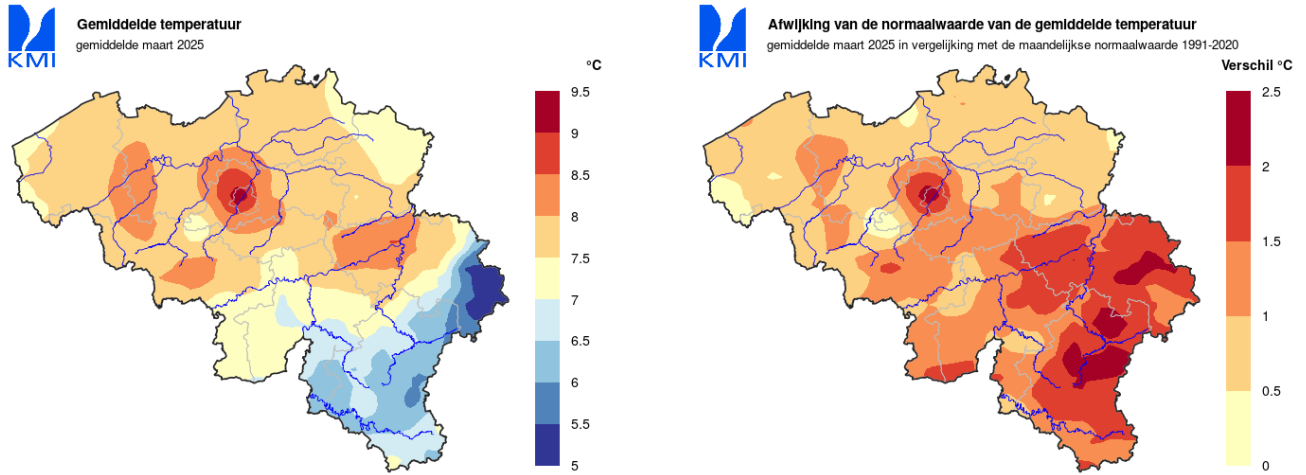 KMI
Gemiddelde temperatuur
gemiddelde maart 2025
°C
9.5
9
8.5
8
7.5
7
6.5
6
5.5
5
KMI
Afwijking van de normaalwaarde van de gemiddelde temperatuur
gemiddelde maart 2025 in vergelijking met de maandelijkse normaalwaarde 1991-2020
Verschil °C
2.5
2
1.5
1
0.5
0